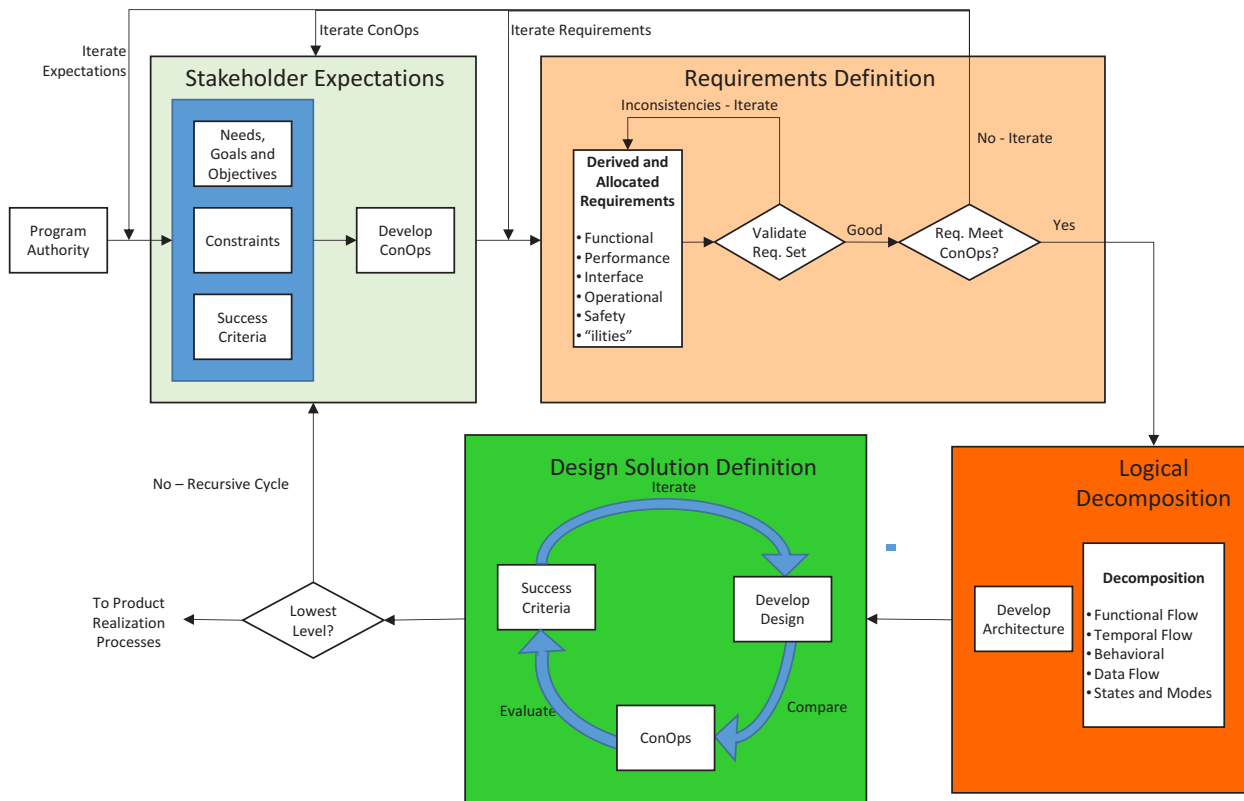 Iterate
Expectations
Iterate ConOps
Iterate Requirements
Stakeholder Expectations
Needs,
Goals and
Objectives
Constraints
Success
Criteria
Program
Authority
Develop
ConOps
Requirements Definition
Inconsistencies - Iterate
No - Iterate
Derived and
Allocated
Requirements
• Functional
• Performance
• Interface
• Operational
• Safety
• “ilities”
Validate
Req. Set
Good
Req. Meet
ConOps?
Yes
Logical
Decomposition
Develop
Architecture
Decomposition
• Functional Flow
• Temporal Flow
• Behavioral
• Data Flow
• States and Modes
Design Solution Definition
Iterate
Success
Criteria
Develop
Design
Evaluate
Compare
ConOps
No – Recursive Cycle
Lowest
Level?
To Product
Realization
Processes